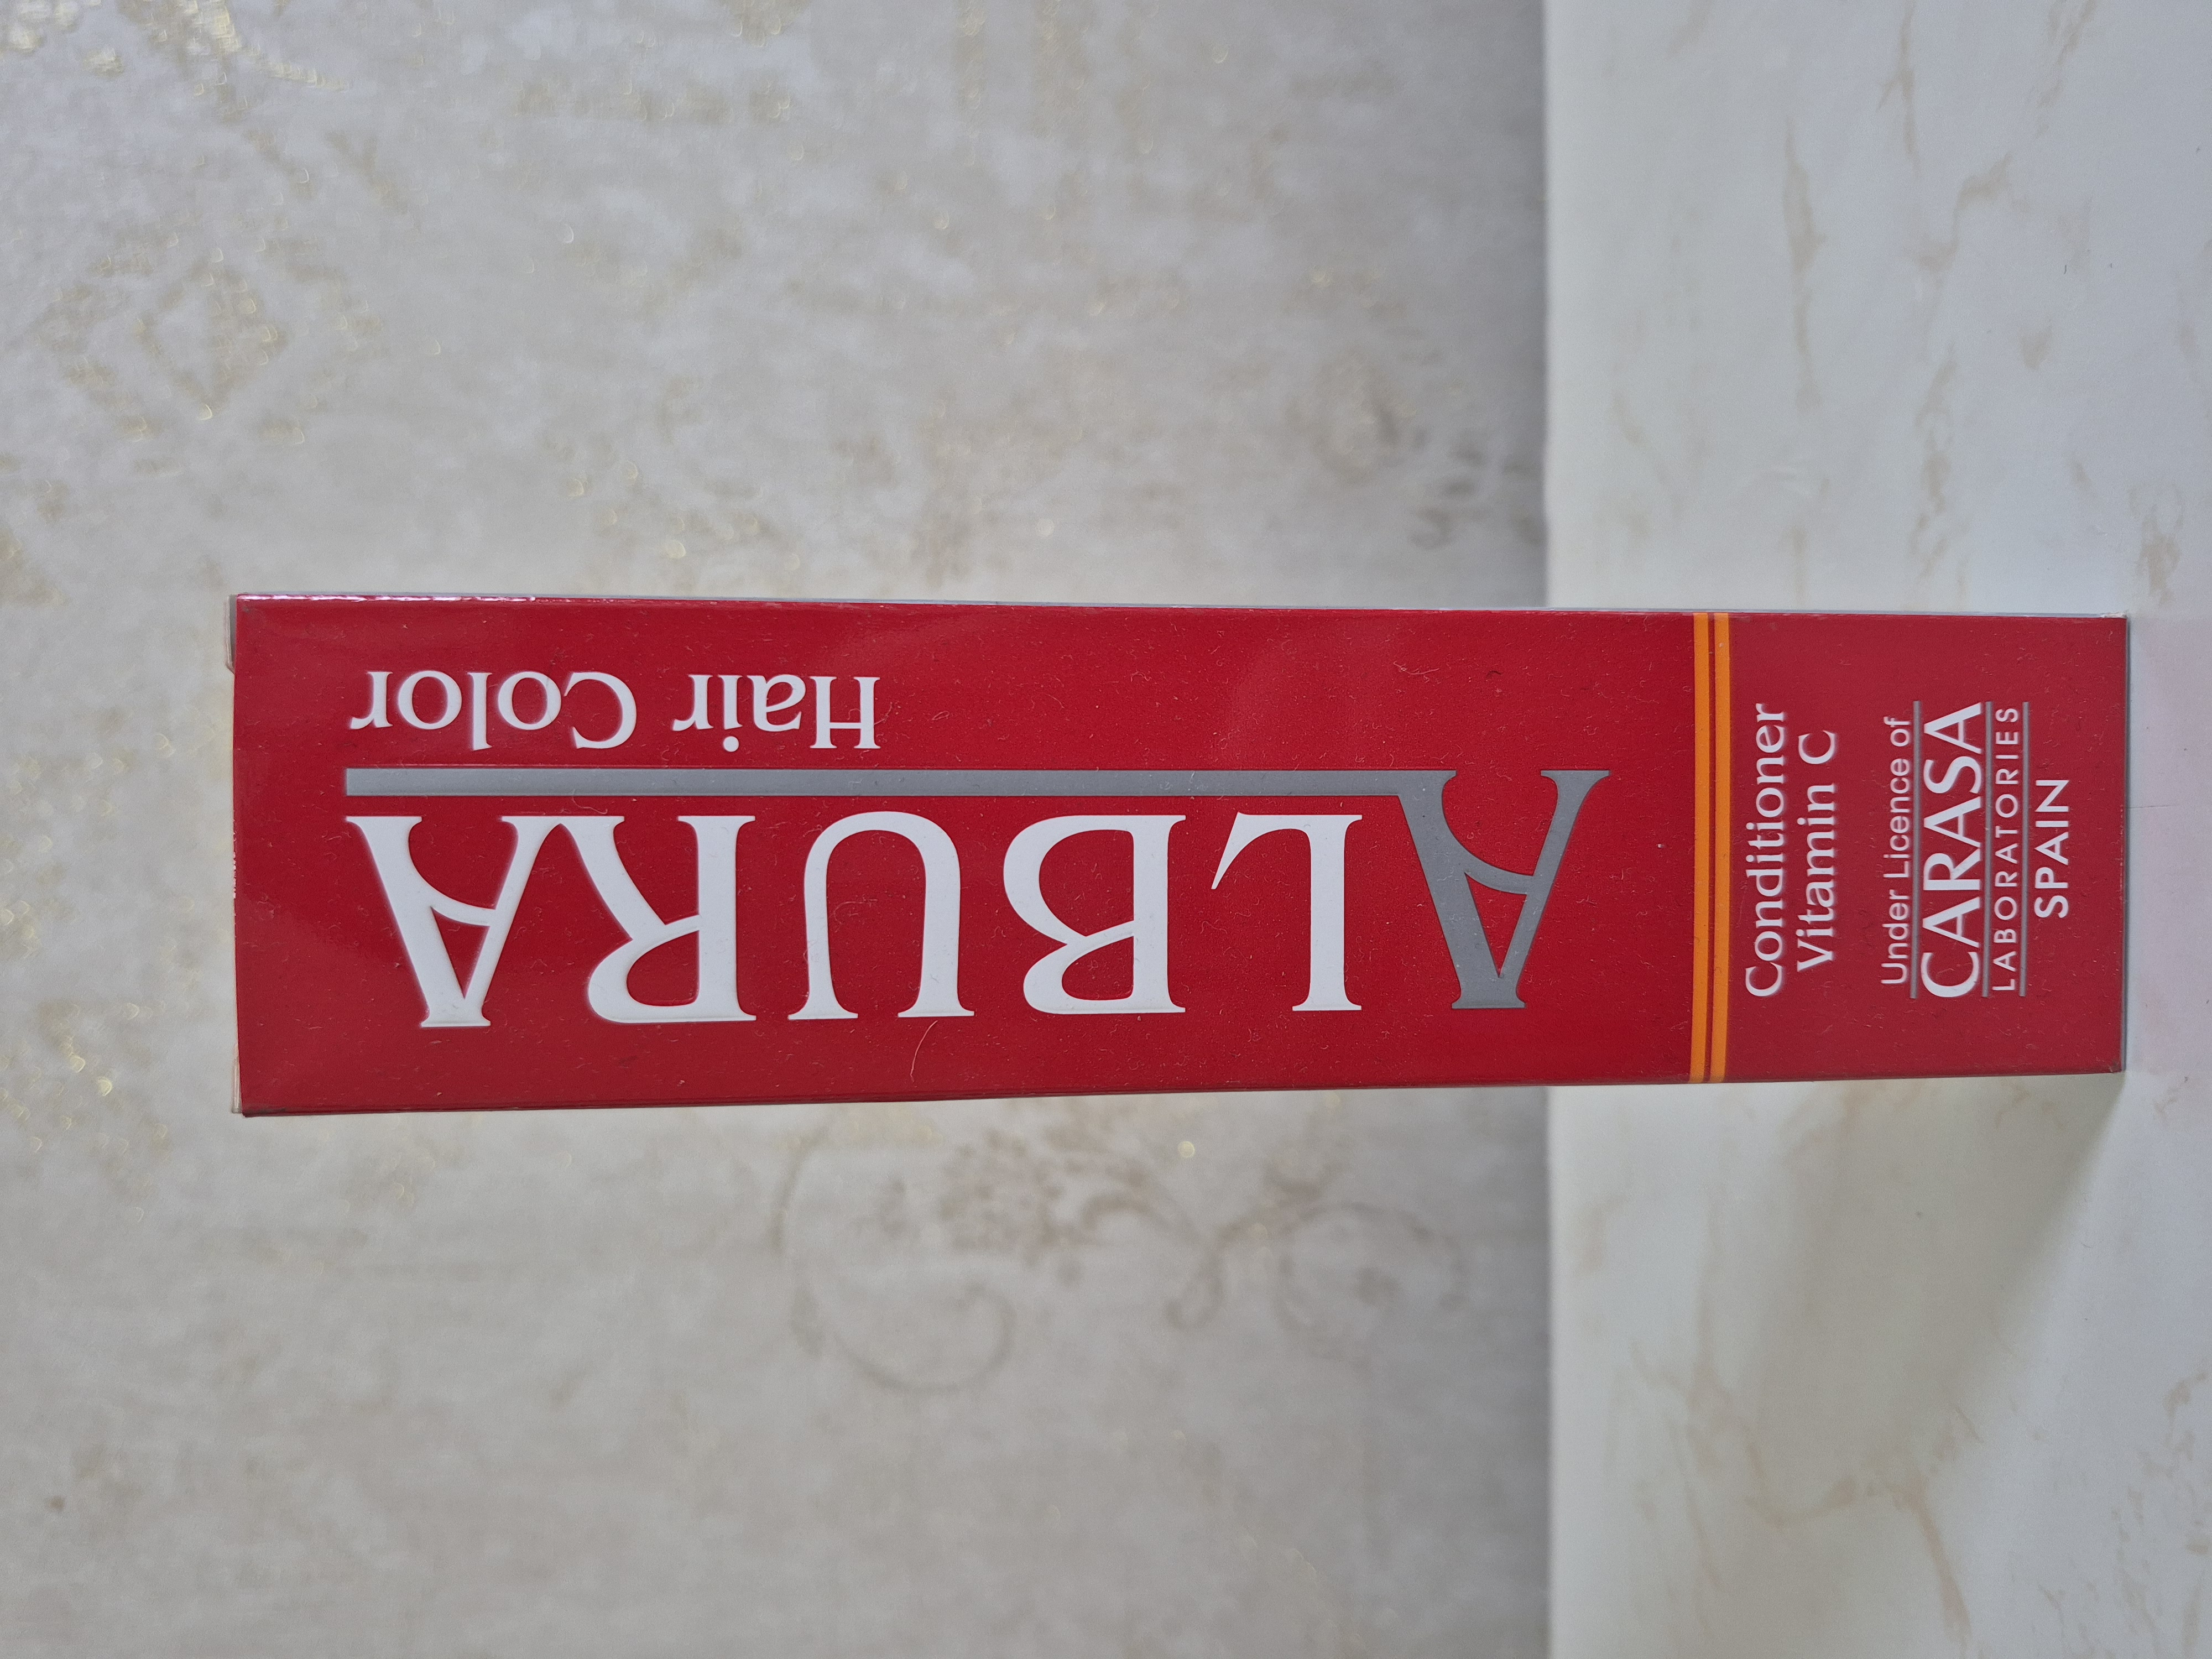 ALBURA
Hair Color
Conditioner
Vitamin C
Under Licence of
CARASA
LABORATORIES
SPAIN